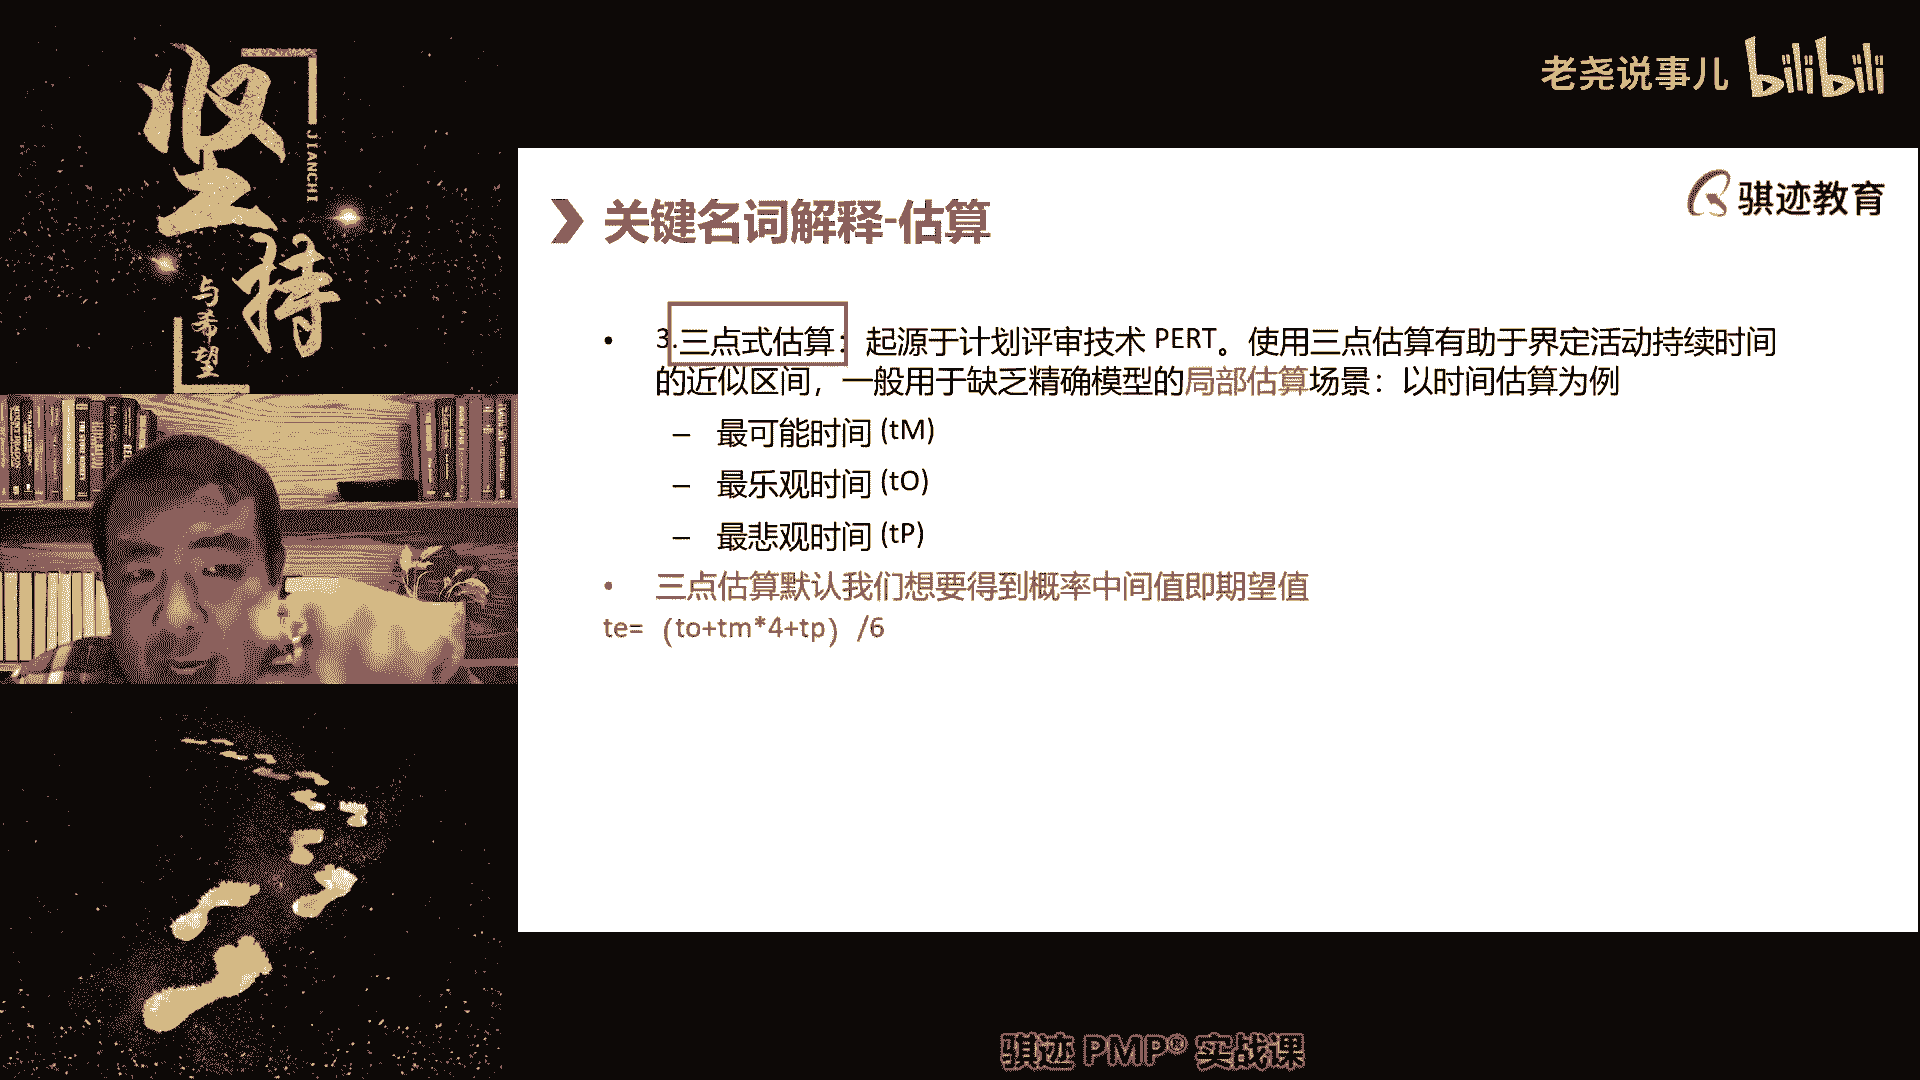 坚持
JIANCHI
与希望
老尧说事儿 bilibili
骐迹教育
关键名词解释-估算
• 3.三点式估算：起源于计划评审技术 PERT。使用三点估算有助于界定活动持续时间
的近似区间，一般用于缺乏精确模型的局部估算场景：以时间估算为例
– 最可能时间 (tM)
– 最乐观时间 (tO)
– 最悲观时间 (tP)
• 三点估算默认我们想要得到概率中间值即期望值
te=（to+tm*4+tp）/6
骐迹 PMP® 实战课